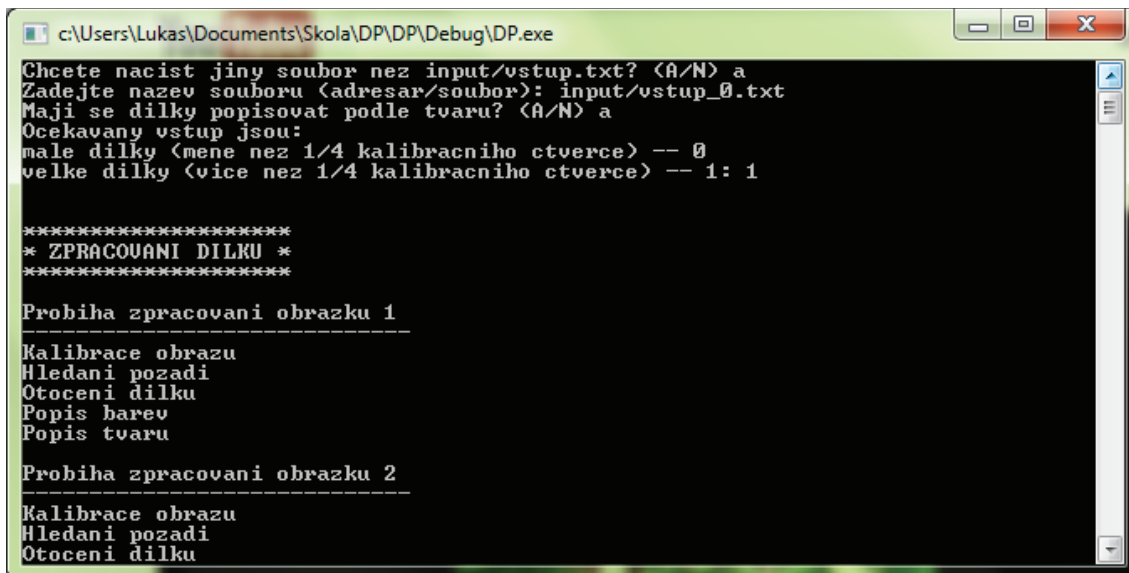 c:\Users\Lukas\Documents\Skola\DP\DP\Debug\DP.exe
Chcete nacist jiny soubor nez input/vstup.txt? (A/N) a
Zadejte nazev souboru (adresar/soubor): input/vstup_0.txt
Maji se dilky popisovat podle tvaru? (A/N) a
Ocekavany vstup jsou:
male dilky (mene nez 1/4 kalibracniho ctverce) -- 0
velke dilky (vice nez 1/4 kalibracniho ctverce) -- 1: 1
*********************
* ZPRACOVANI DILKU *
*********************
Probiha zpracovani obrazku 1
------------------------------
Kalibrace obrazu
Hledani pozadi
Otoceni dilku
Popis barev
Popis tvaru
Probiha zpracovani obrazku 2
------------------------------
Kalibrace obrazu
Hledani pozadi
Otoceni dilku